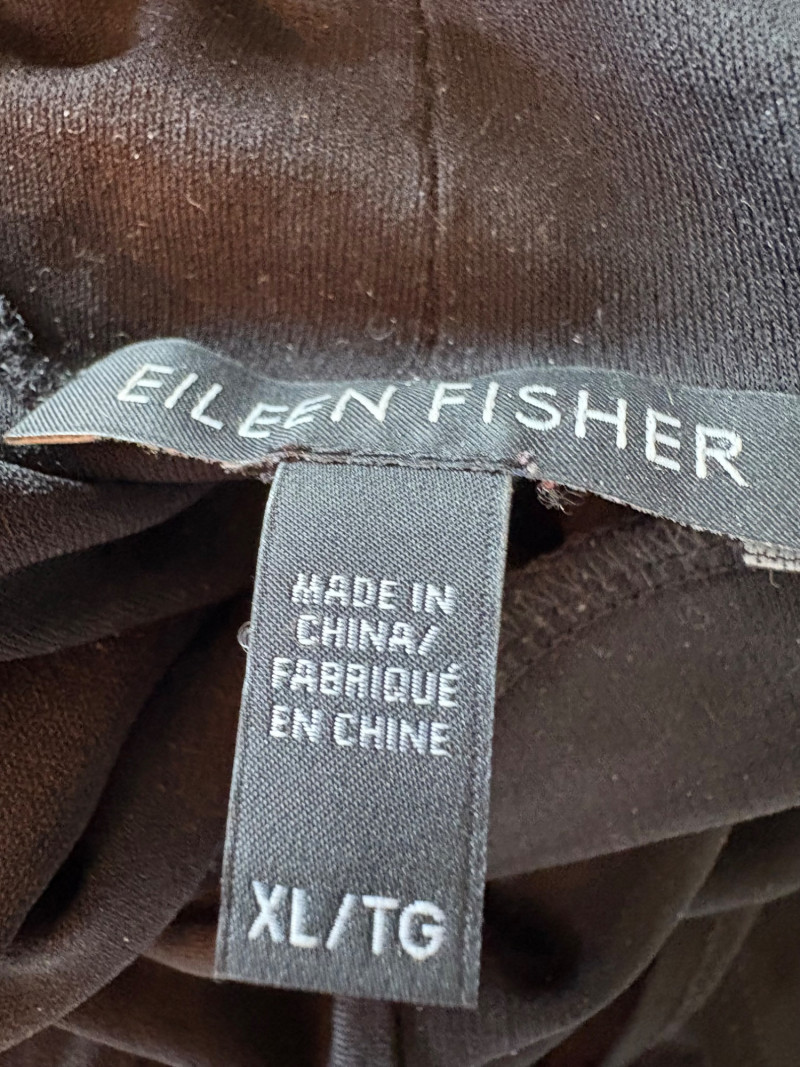 EILEEN FISHER
MADE IN
CHINA/
FABRIQUÉ
EN CHINE
XL/TG